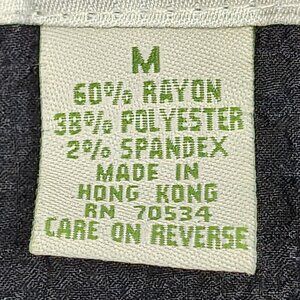 M
60% RAYON
38% POLYESTER
2% SPANDEX
MADE IN
HONG KONG
RN 70534
CARE ON REVERSE